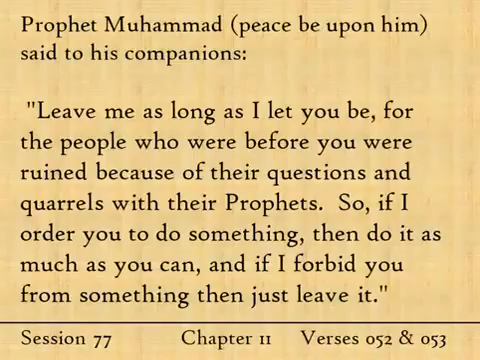 Prophet Muhammad (peace be upon him)
said to his companions:
"Leave me as long as I let you be, for
the people who were before you were
ruined because of their questions and
quarrels with their Prophets. So, if I
order you to do something, then do it as
much as you can, and if I forbid you
from something then just leave it."
Session 77 Chapter 11 Verses 052 & 053